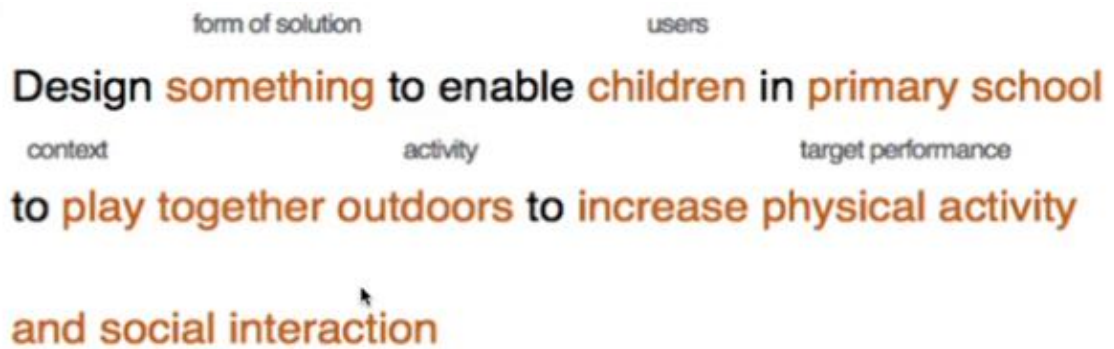 form of solution users
Design something to enable children in primary school
context activity target performance
to play together outdoors to increase physical activity
and social interaction